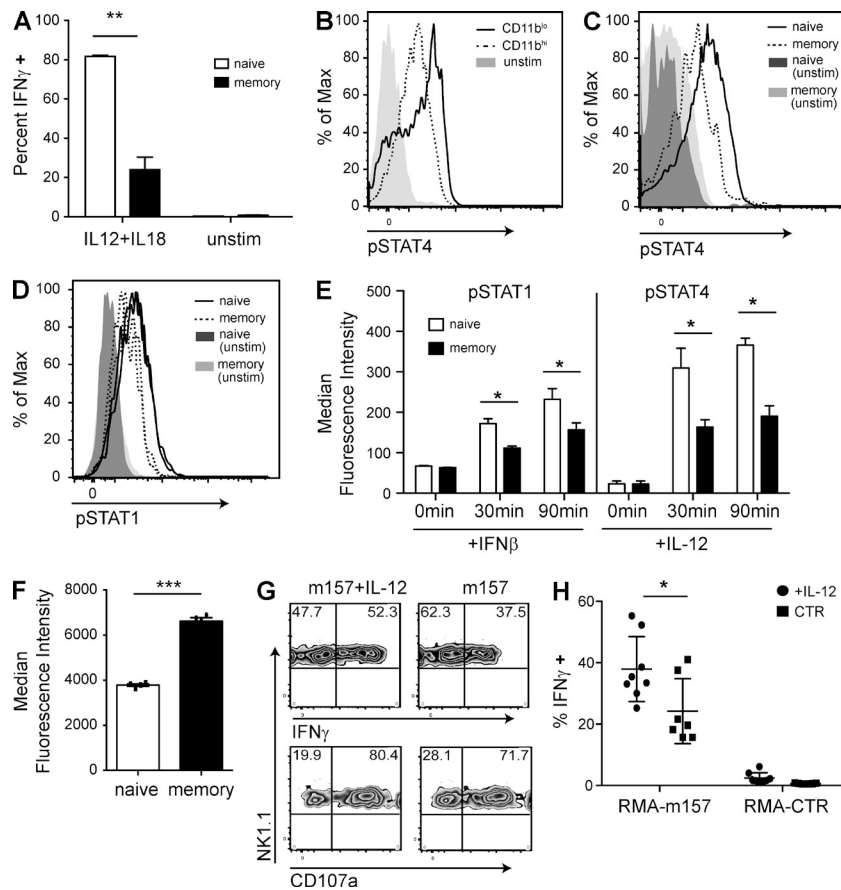 A
Percent IFNγ +
100
80
60
40
20
0
**
naive
memory
IL12+IL18
unstim
B
% of Max
100
80
60
40
20
0
CD11b^lo
CD11b^hi
unstim
0
pSTAT4
C
% of Max
100
80
60
40
20
0
naive
memory
naive
(unstim)
memory
(unstim)
0
pSTAT4
D
% of Max
100
80
60
40
20
0
naive
memory
naive
(unstim)
memory
(unstim)
0
pSTAT1
E
Median
Fluorescence Intensity
500
400
300
200
100
0
pSTAT1
pSTAT4
naive
memory
*
*
*
*
0min
30min
90min
0min
30min
90min
+IFNβ
+IL-12
F
Median
Fluorescence Intensity
8000
6000
4000
2000
0
***
naive
memory
G
m157+IL-12
m157
47.7
52.3
62.3
37.5
IFNγ
19.9
80.4
28.1
71.7
NK1.1
CD107a
H
% IFNγ +
60
40
20
0
*
+IL-12
CTR
RMA-m157
RMA-CTR